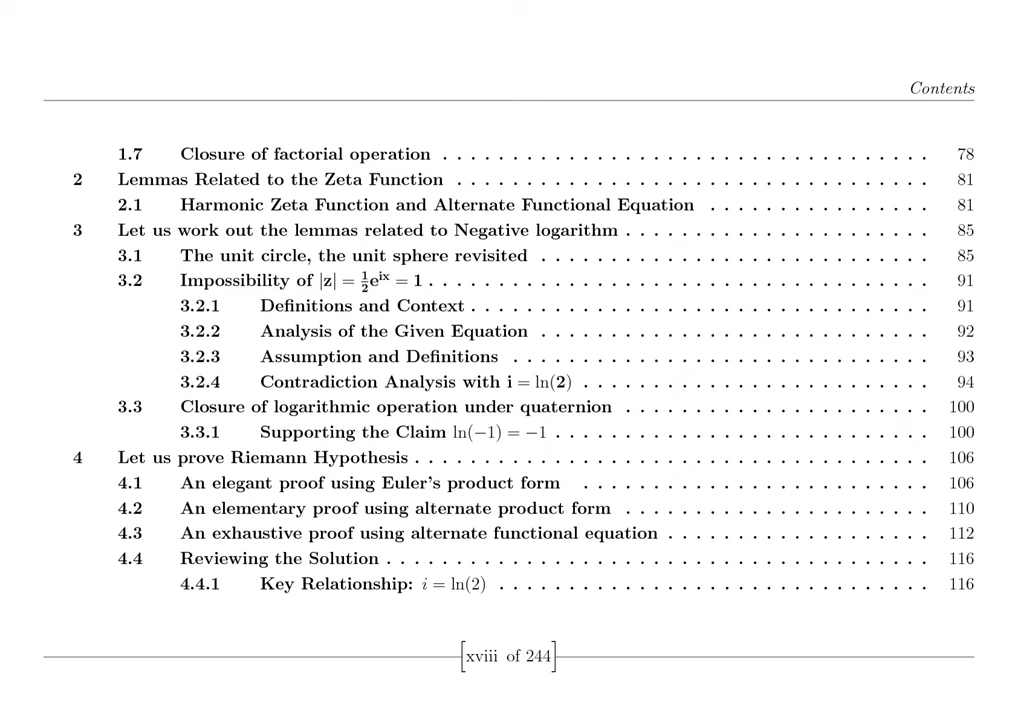 Contents
1.7 Closure of factorial operation . . . . . . . . . . . . . . . . . . . . . . . . . . . . . . . . . . . 78
2 Lemmas Related to the Zeta Function . . . . . . . . . . . . . . . . . . . . . . . . . . . . . . . . . . 81
2.1 Harmonic Zeta Function and Alternate Functional Equation . . . . . . . . . . . . . . . . 81
3 Let us work out the lemmas related to Negative logarithm . . . . . . . . . . . . . . . . . . . . . . 85
3.1 The unit circle, the unit sphere revisited . . . . . . . . . . . . . . . . . . . . . . . . . . . . 85
3.2 Impossibility of |z| = ½e^{ix} = 1 . . . . . . . . . . . . . . . . . . . . . . . . . . . . . . . . . . . . 91
3.2.1 Definitions and Context . . . . . . . . . . . . . . . . . . . . . . . . . . . . . . . . . 91
3.2.2 Analysis of the Given Equation . . . . . . . . . . . . . . . . . . . . . . . . . . . . 92
3.2.3 Assumption and Definitions . . . . . . . . . . . . . . . . . . . . . . . . . . . . . . 93
3.2.4 Contradiction Analysis with i = ln(2) . . . . . . . . . . . . . . . . . . . . . . . . . 94
3.3 Closure of logarithmic operation under quaternion . . . . . . . . . . . . . . . . . . . . . . 100
3.3.1 Supporting the Claim ln(−1) = −1 . . . . . . . . . . . . . . . . . . . . . . . . . . . 100
4 Let us prove Riemann Hypothesis . . . . . . . . . . . . . . . . . . . . . . . . . . . . . . . . . . . . . 106
4.1 An elegant proof using Euler's product form . . . . . . . . . . . . . . . . . . . . . . . . . 106
4.2 An elementary proof using alternate product form . . . . . . . . . . . . . . . . . . . . . . 110
4.3 An exhaustive proof using alternate functional equation . . . . . . . . . . . . . . . . . . . 112
4.4 Reviewing the Solution . . . . . . . . . . . . . . . . . . . . . . . . . . . . . . . . . . . . . . . 116
4.4.1 Key Relationship: i = ln(2) . . . . . . . . . . . . . . . . . . . . . . . . . . . . . . . 116
[xviii of 244]